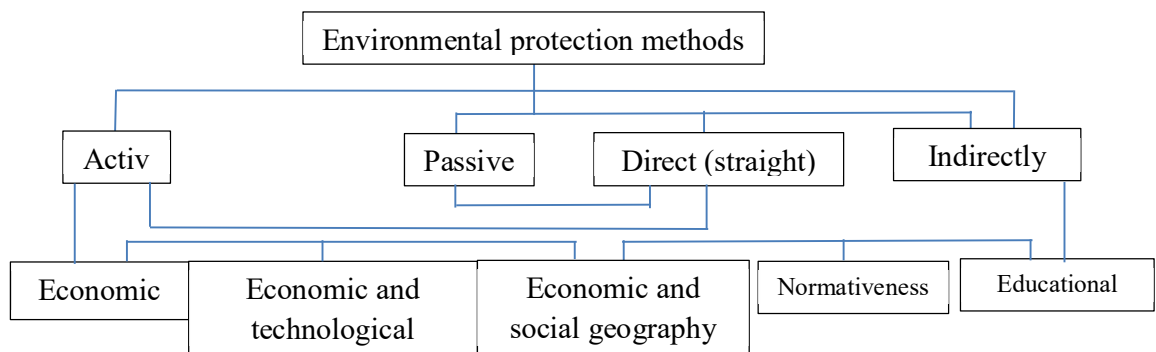 Environmental protection methods
Activ
Passive
Direct (straight)
Indirectly
Economic
Economic and
technological
Economic and
social geography
Normativeness
Educational